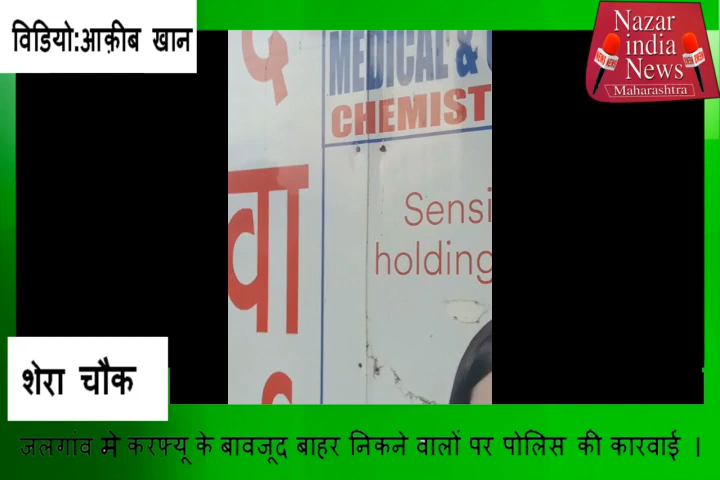 विडियो:आक़ीब खान
Nazar
india
News
Maharashtra
MEDICAL &
CHEMIST
वा
Sensi
holding
शेरा चौक
जलगांव मे करफ्यू के बावजूद बाहर निकने वालों पर पोलिस की कारवाई ।